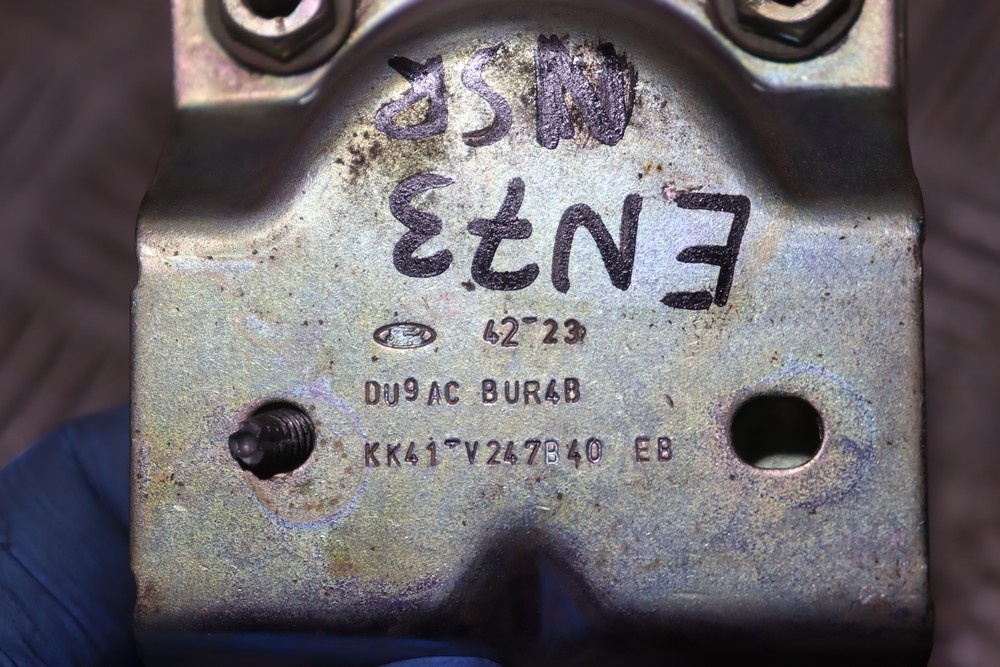 NSR
EN73
42-23
DU9AC BUR4B
KK41-V247B40 EB